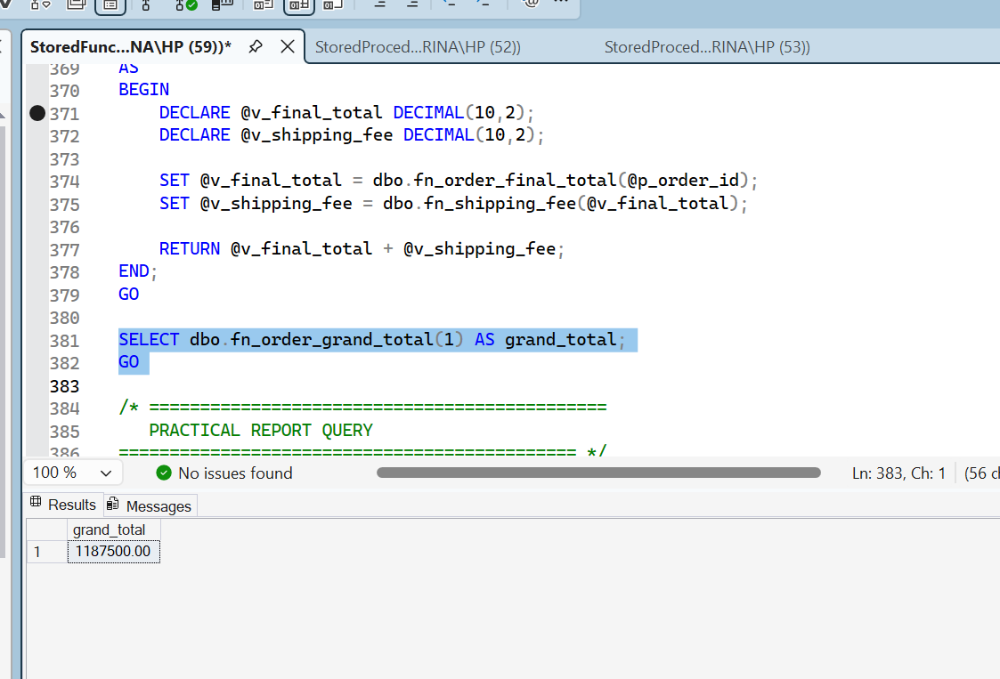 StoredFunc...NA\HP (59))* StoredProced...RINA\HP (52)) StoredProced...RINA\HP (53))
369 AS
370 BEGIN
371 DECLARE @v_final_total DECIMAL(10,2);
372 DECLARE @v_shipping_fee DECIMAL(10,2);
373
374 SET @v_final_total = dbo.fn_order_final_total(@p_order_id);
375 SET @v_shipping_fee = dbo.fn_shipping_fee(@v_final_total);
376
377 RETURN @v_final_total + @v_shipping_fee;
378 END;
379 GO
380
381 SELECT dbo.fn_order_grand_total(1) AS grand_total;
382 GO
383
384 /* =============================================
385 PRACTICAL REPORT QUERY
386 ============================================= */
100 % No issues found Ln: 383, Ch: 1 (56 ch
Results Messages
grand_total
1 1187500.00